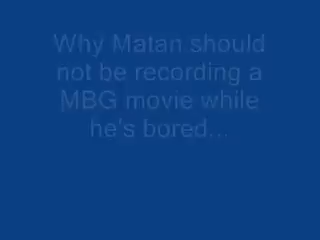 Why Matan should
not be recording a
MBG movie while
he's bored...